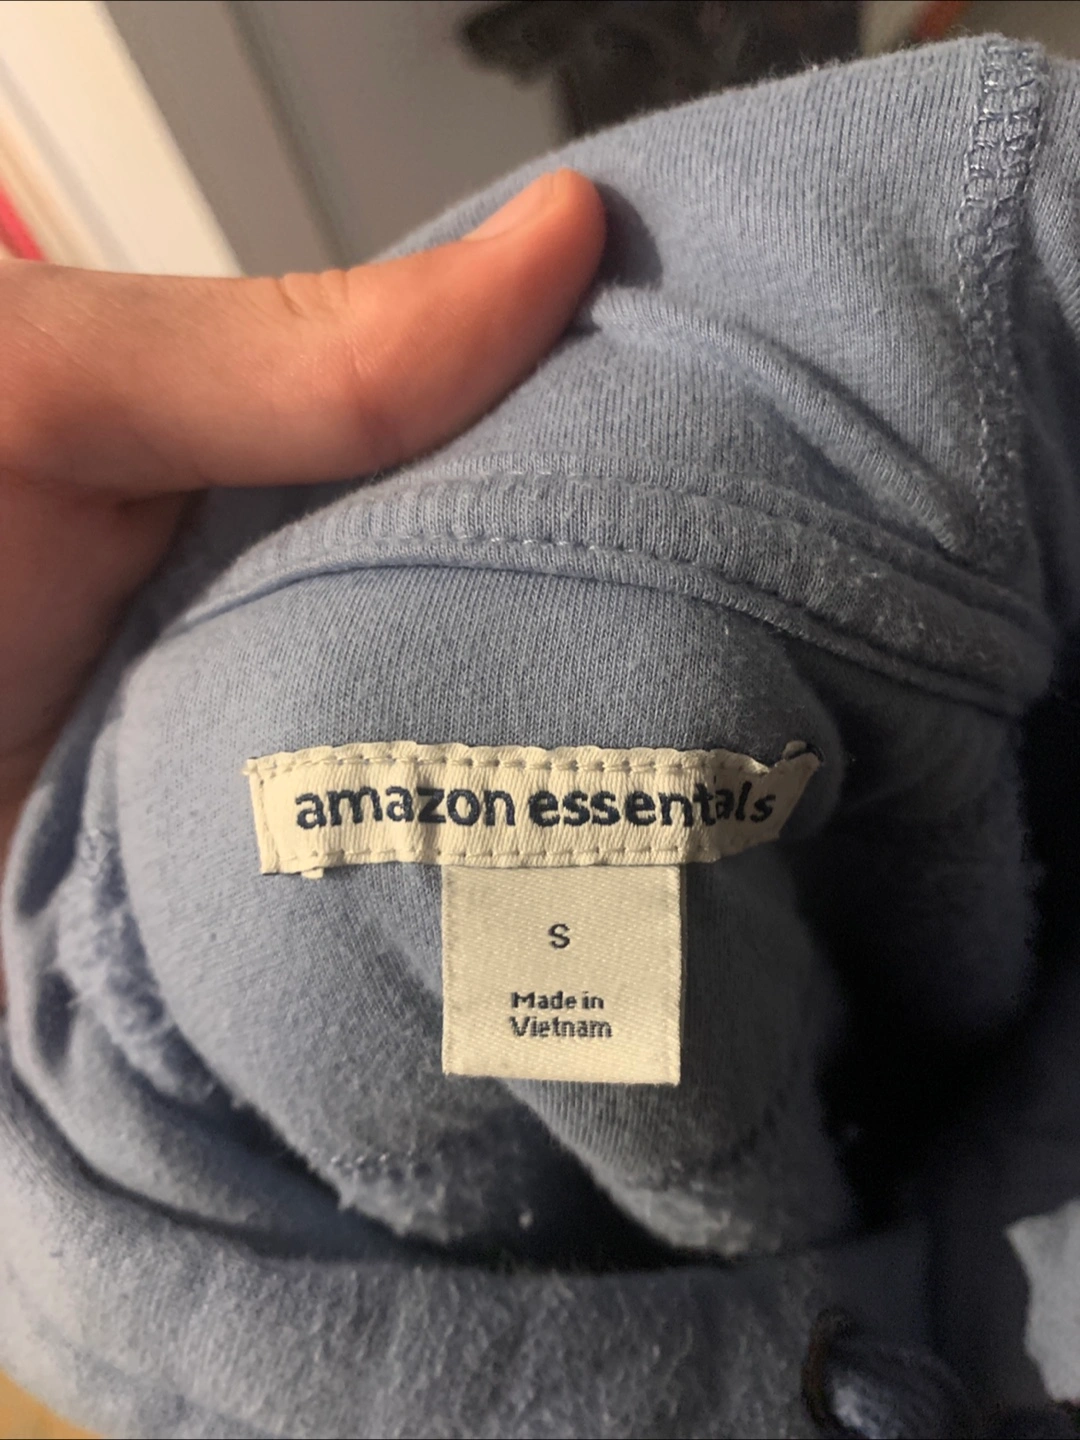 amazon essentials
S
Made in
Vietnam